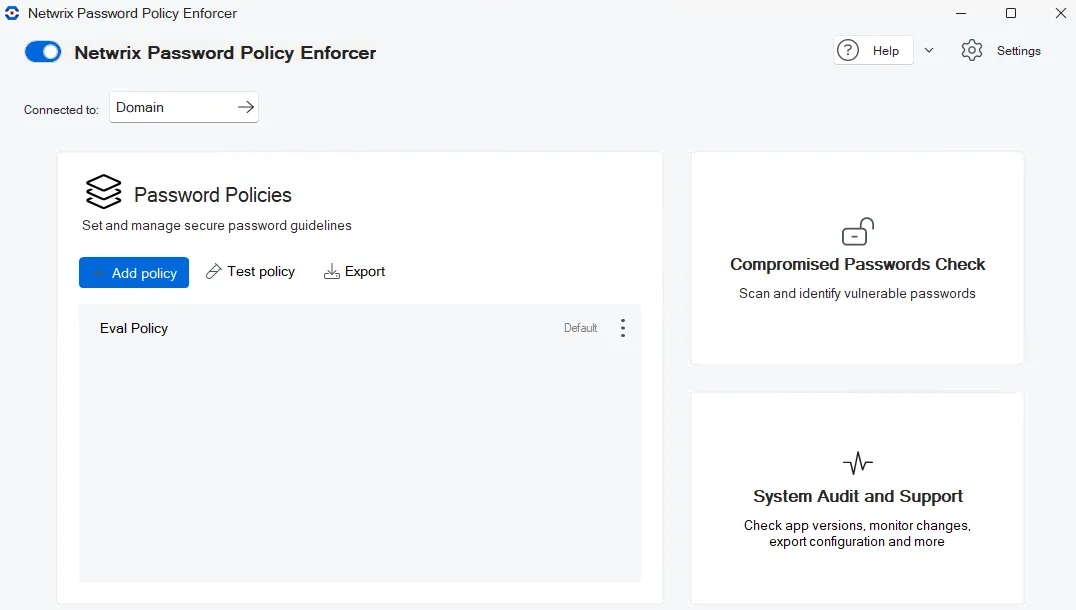 Netwrix Password Policy Enforcer
Netwrix Password Policy Enforcer
Help
Settings
Connected to:
Domain
Password Policies
Set and manage secure password guidelines
Add policy
Test policy
Export
Eval Policy
Default
Compromised Passwords Check
Scan and identify vulnerable passwords
System Audit and Support
Check app versions, monitor changes,
export configuration and more